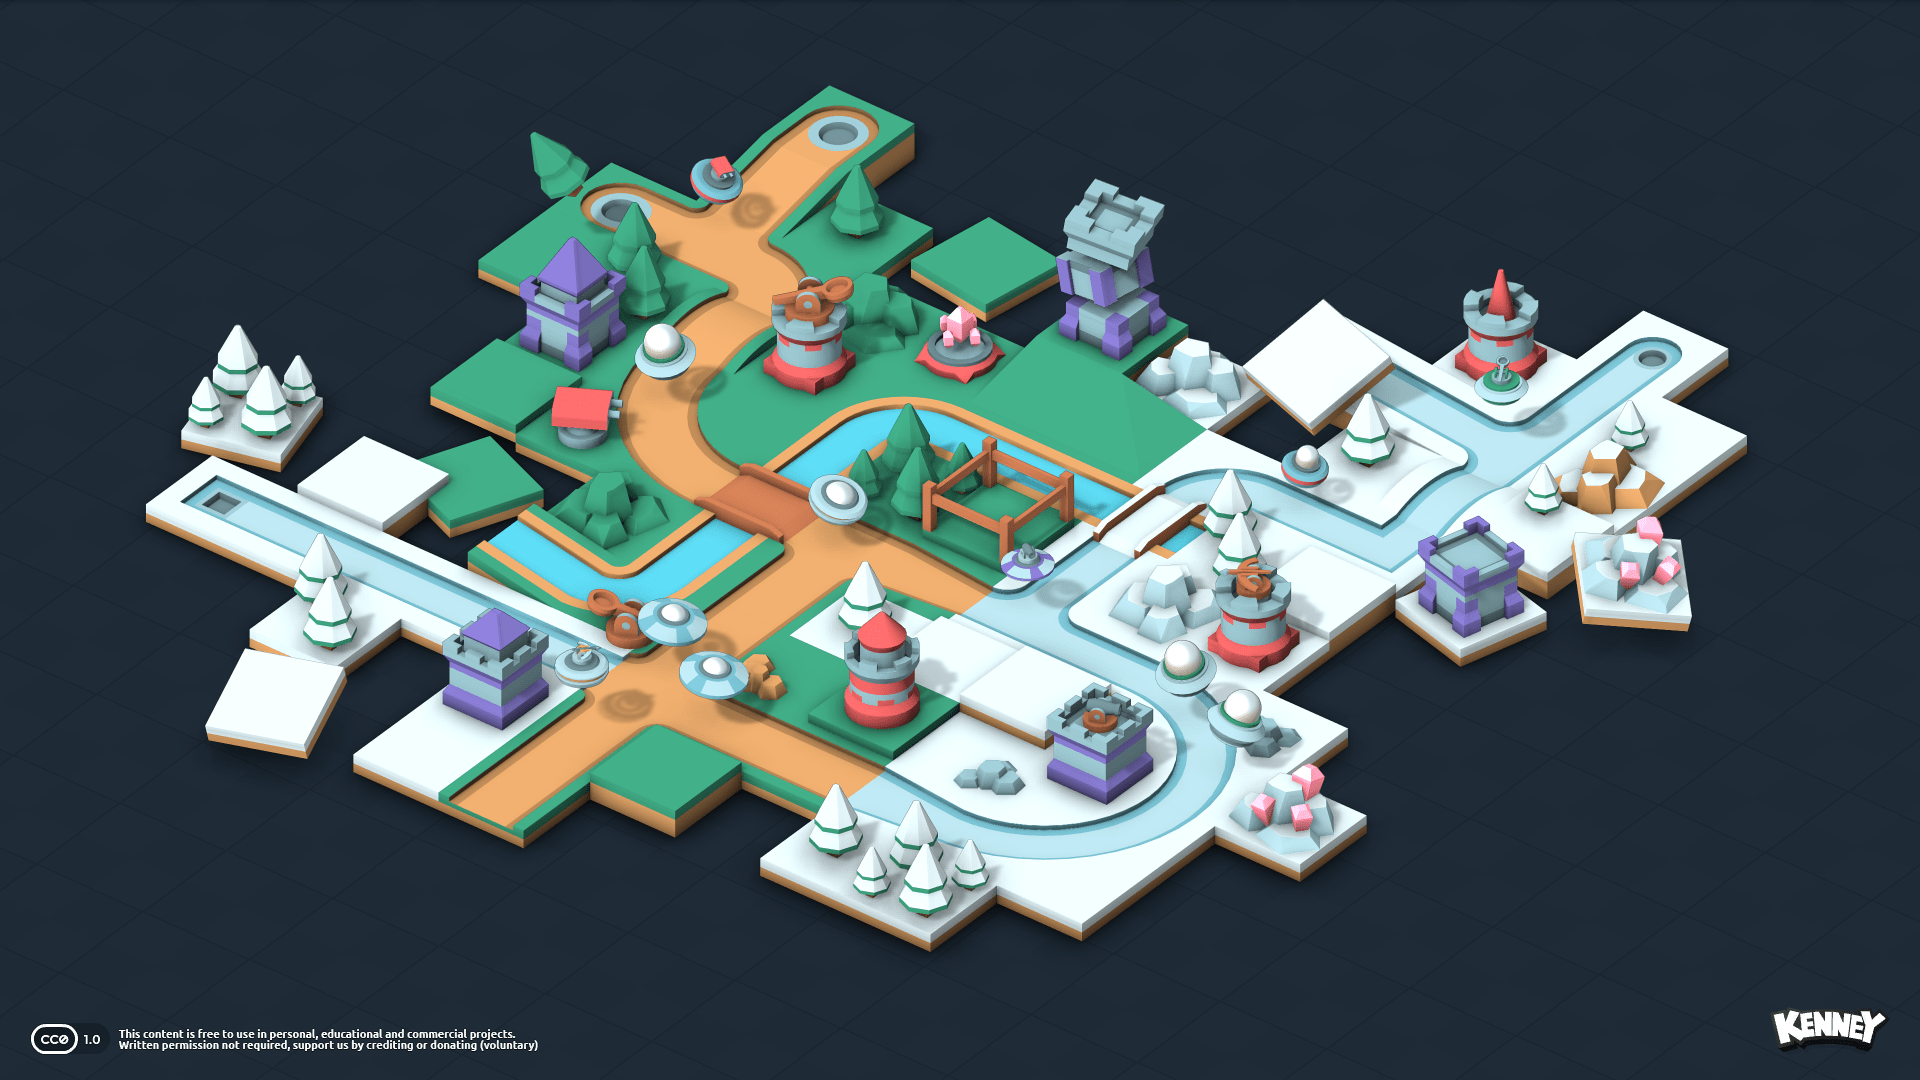 CC0 1.0
This content is free to use in personal, educational and commercial projects.
Written permission not required, support us by crediting or donating (voluntary)
KENNEY